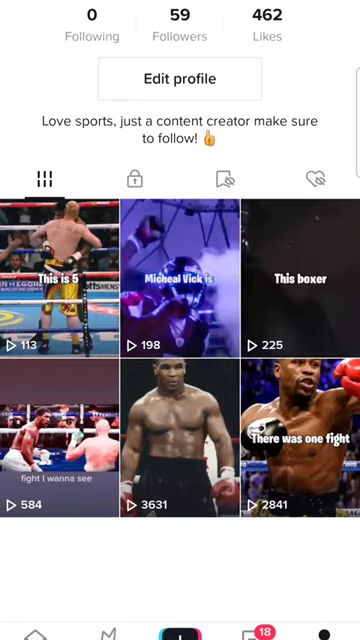 0
59
462
Following
Followers
Likes
Edit profile
Love sports, just a content creator make sure
to follow! 👍
This is 5
Micheal Vick is
This boxer
113
198
225
fight I wanna see
There was one fight
584
3631
2841
18